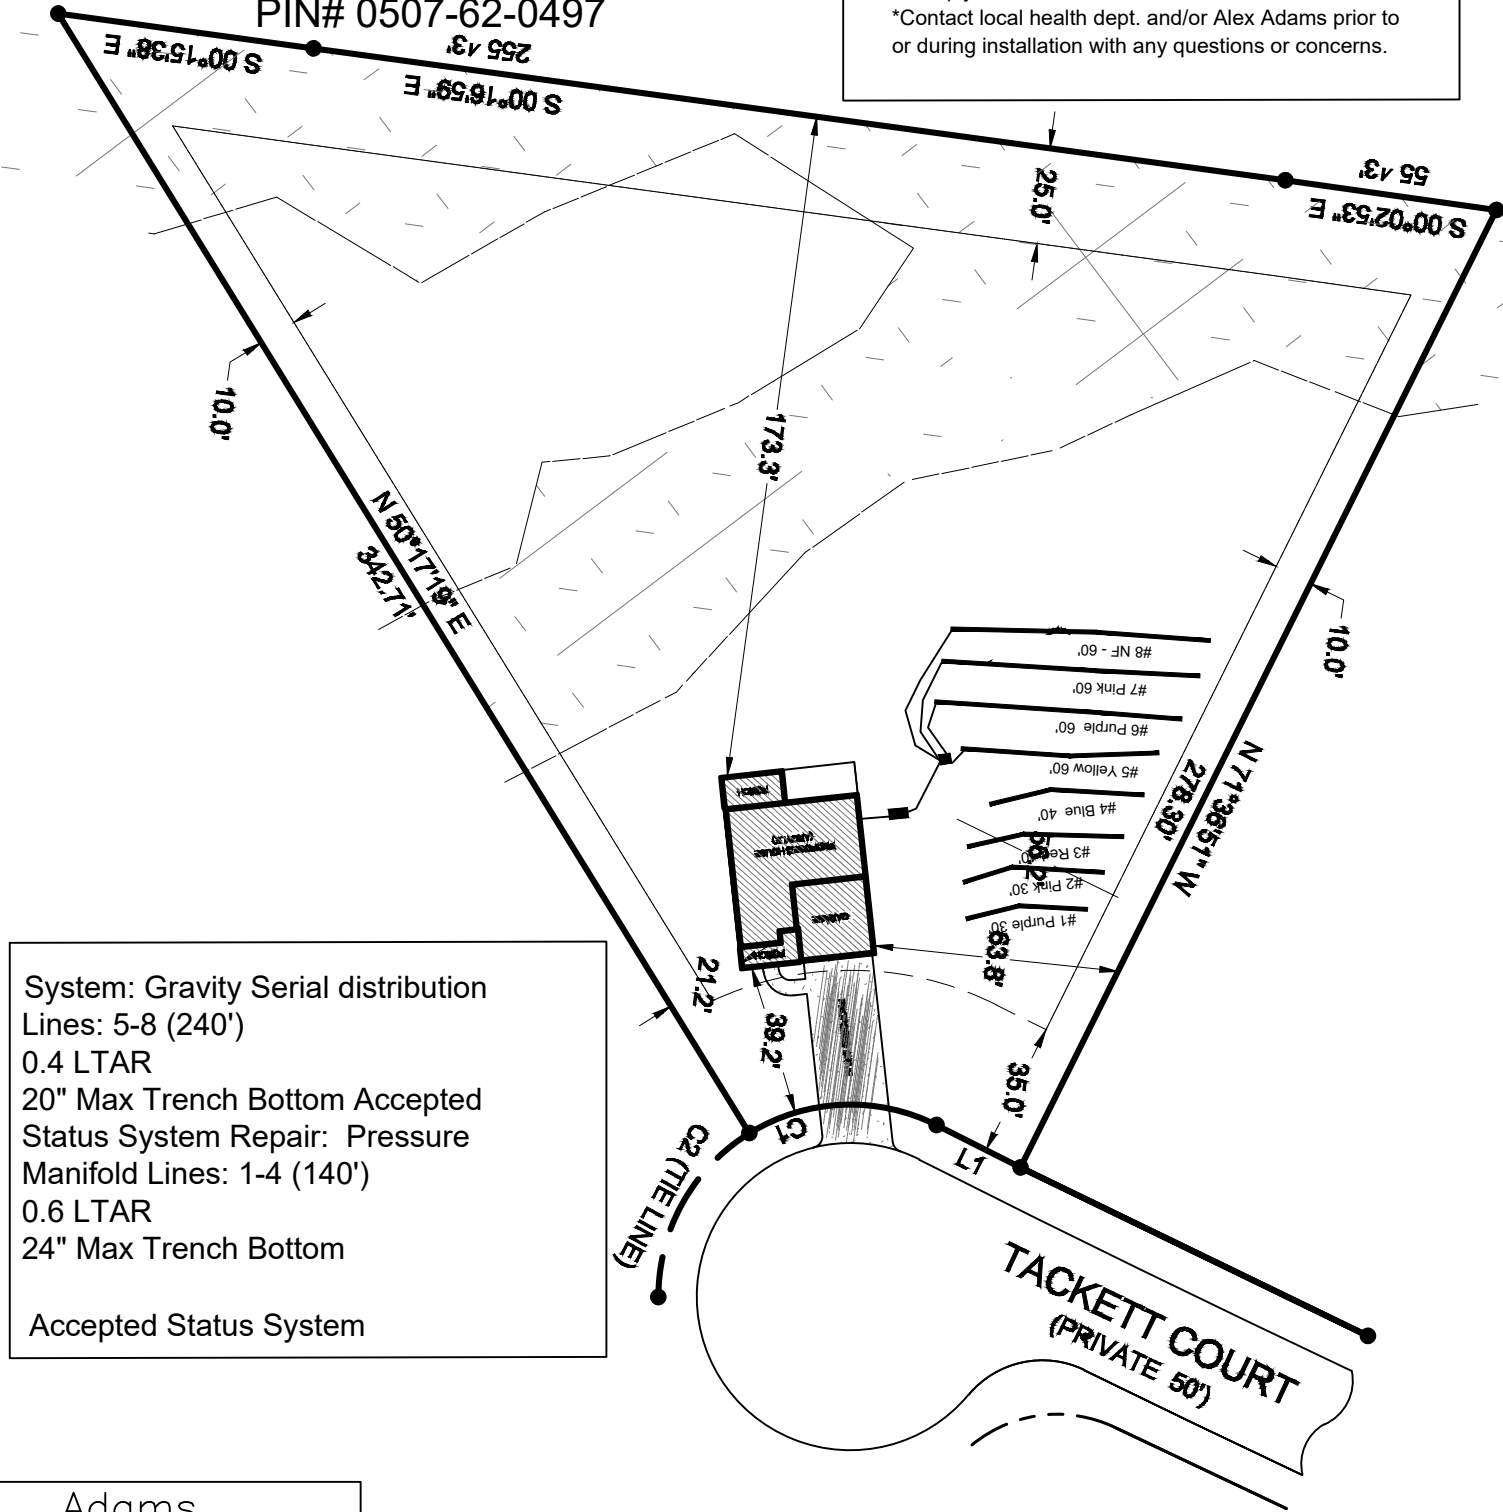 PIN# 0507-62-0497
*Contact local health dept. and/or Alex Adams prior to
or during installation with any questions or concerns.
S 00°15'38" E
S 00°16'59" E
S 00°02'53" E
25.0'
10.0'
173.3'
N 50°17'19" E
342.71'
10.0'
N 71°36'51" W
278.30'
#8 NF - 60'
#7 Pink 60'
#6 Purple 60'
#5 Yellow 60'
#4 Blue 40'
#3 Red
#2 Pink 30'
#1 Purple 30'
PORCH
GARAGE
PORCH
63.8'
21.2'
39.2'
35.0'
C1
L1
C2 (TIE LINE)
TACKETT COURT
(PRIVATE 50')
System: Gravity Serial distribution
Lines: 5-8 (240')
0.4 LTAR
20" Max Trench Bottom Accepted
Status System Repair: Pressure
Manifold Lines: 1-4 (140')
0.6 LTAR
24" Max Trench Bottom
Accepted Status System
Adams